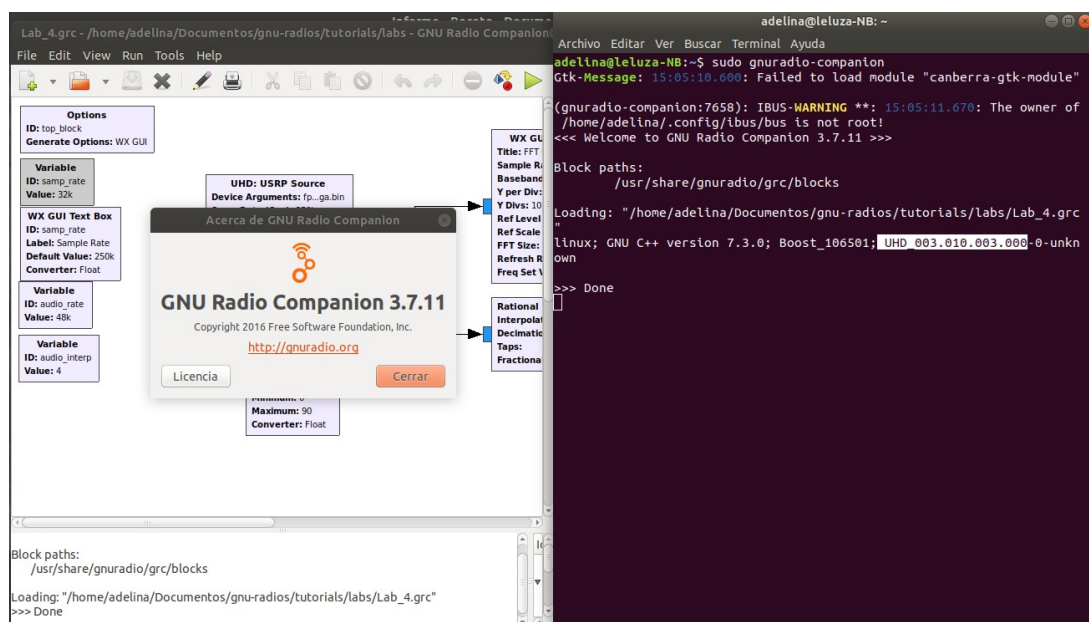 Lab_4.grc - /home/adelina/Documentos/gnu-radios/tutorials/labs - GNU Radio Companion
File Edit View Run Tools Help
Options
ID: top_block
Generate Options: WX GUI
Variable
ID: samp_rate
Value: 32k
WX GUI Text Box
ID: samp_rate
Label: Sample Rate
Default Value: 250k
Converter: Float
Variable
ID: audio_rate
Value: 48k
Variable
ID: audio_interp
Value: 4
UHD: USRP Source
Device Arguments: fp...ga.bin
Maximum: 90
Converter: Float
WX GU
Title: FFT
Sample Ra
Baseband
Y per Div:
Y Divs: 10
Ref Level
Ref Scale
FFT Size:
Refresh R
Freq Set V
Rational
Interpolat
Decimatio
Taps:
Fractiona
Acerca de GNU Radio Companion
GNU Radio Companion 3.7.11
Copyright 2016 Free Software Foundation, Inc.
http://gnuradio.org
Licencia Cerrar
Block paths:
/usr/share/gnuradio/grc/blocks
Loading: "/home/adelina/Documentos/gnu-radios/tutorials/labs/Lab_4.grc"
>>> Done
adelina@leluza-NB: ~
Archivo Editar Ver Buscar Terminal Ayuda
adelina@leluza-NB:~$ sudo gnuradio-companion
Gtk-Message: 15:05:10.600: Failed to load module "canberra-gtk-module"
(gnuradio-companion:7658): IBUS-WARNING **: 15:05:11.670: The owner of
/home/adelina/.config/ibus/bus is not root!
<<< Welcome to GNU Radio Companion 3.7.11 >>>
Block paths:
/usr/share/gnuradio/grc/blocks
Loading: "/home/adelina/Documentos/gnu-radios/tutorials/labs/Lab_4.grc
"
linux; GNU C++ version 7.3.0; Boost_106501; UHD_003.010.003.000-0-unkn
own
>>> Done